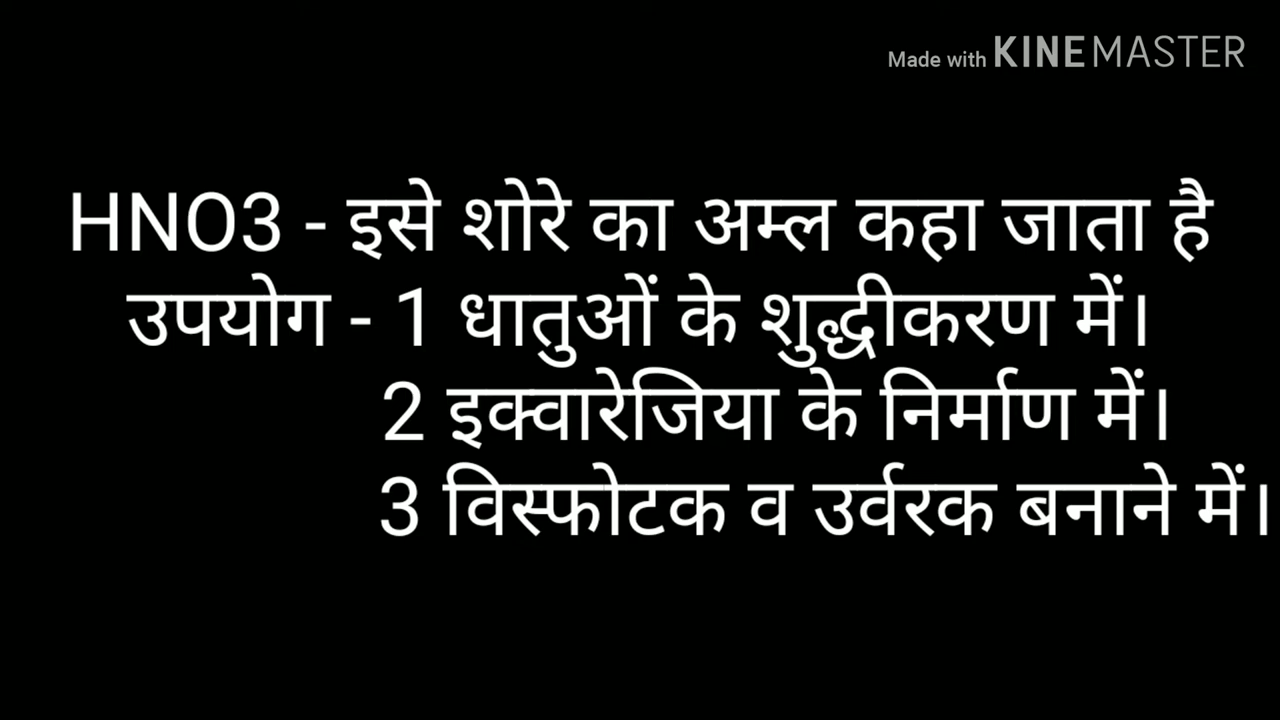 Made with KINEMASTER
HNO3 - इसे शोरे का अम्ल कहा जाता है
उपयोग - 1 धातुओं के शुद्धीकरण में।
2 इक्वारेजिया के निर्माण में।
3 विस्फोटक व उर्वरक बनाने में।